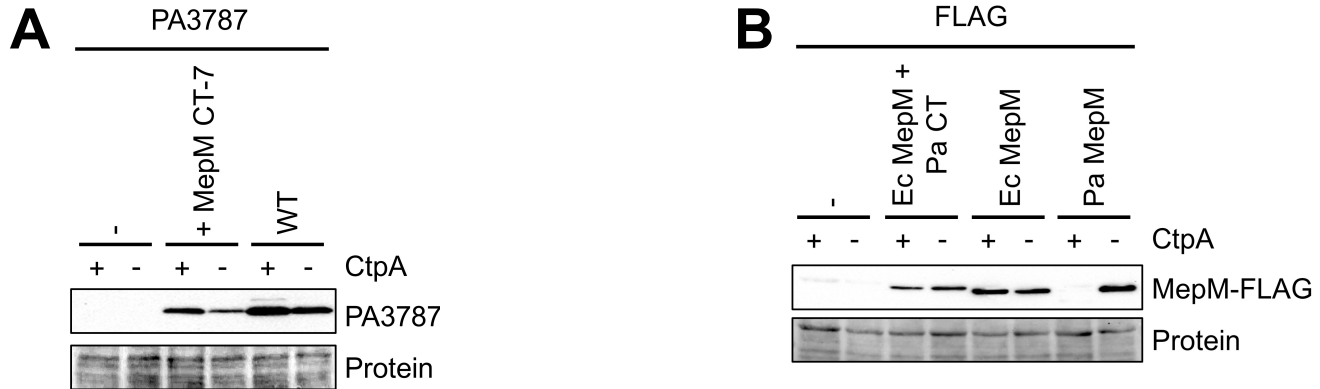 A
PA3787
-
+ MepM CT-7
WT
+ - + - + - CtpA
PA3787
Protein
B
FLAG
-
Ec MepM +
Pa CT
Ec MepM
Pa MepM
+ - + - + - + - CtpA
MepM-FLAG
Protein